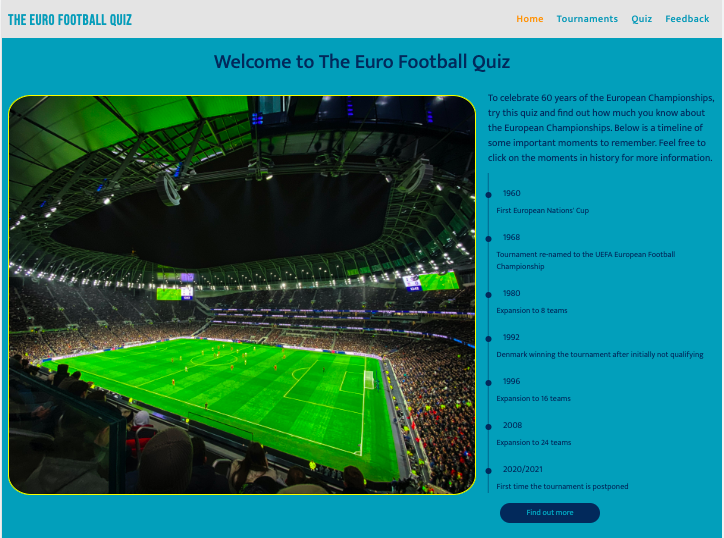 THE EURO FOOTBALL QUIZ
Home Tournaments Quiz Feedback
Welcome to The Euro Football Quiz
To celebrate 60 years of the European Championships,
try this quiz and find out how much you know about
the European Championships. Below is a timeline of
some important moments to remember. Feel free to
click on the moments in history for more information.
1960
First European Nations' Cup
1968
Tournament re-named to the UEFA European Football
Championship
1980
Expansion to 8 teams
1992
Denmark winning the tournament after initially not qualifying
1996
Expansion to 16 teams
2008
Expansion to 24 teams
2020/2021
First time the tournament is postponed
Find out more